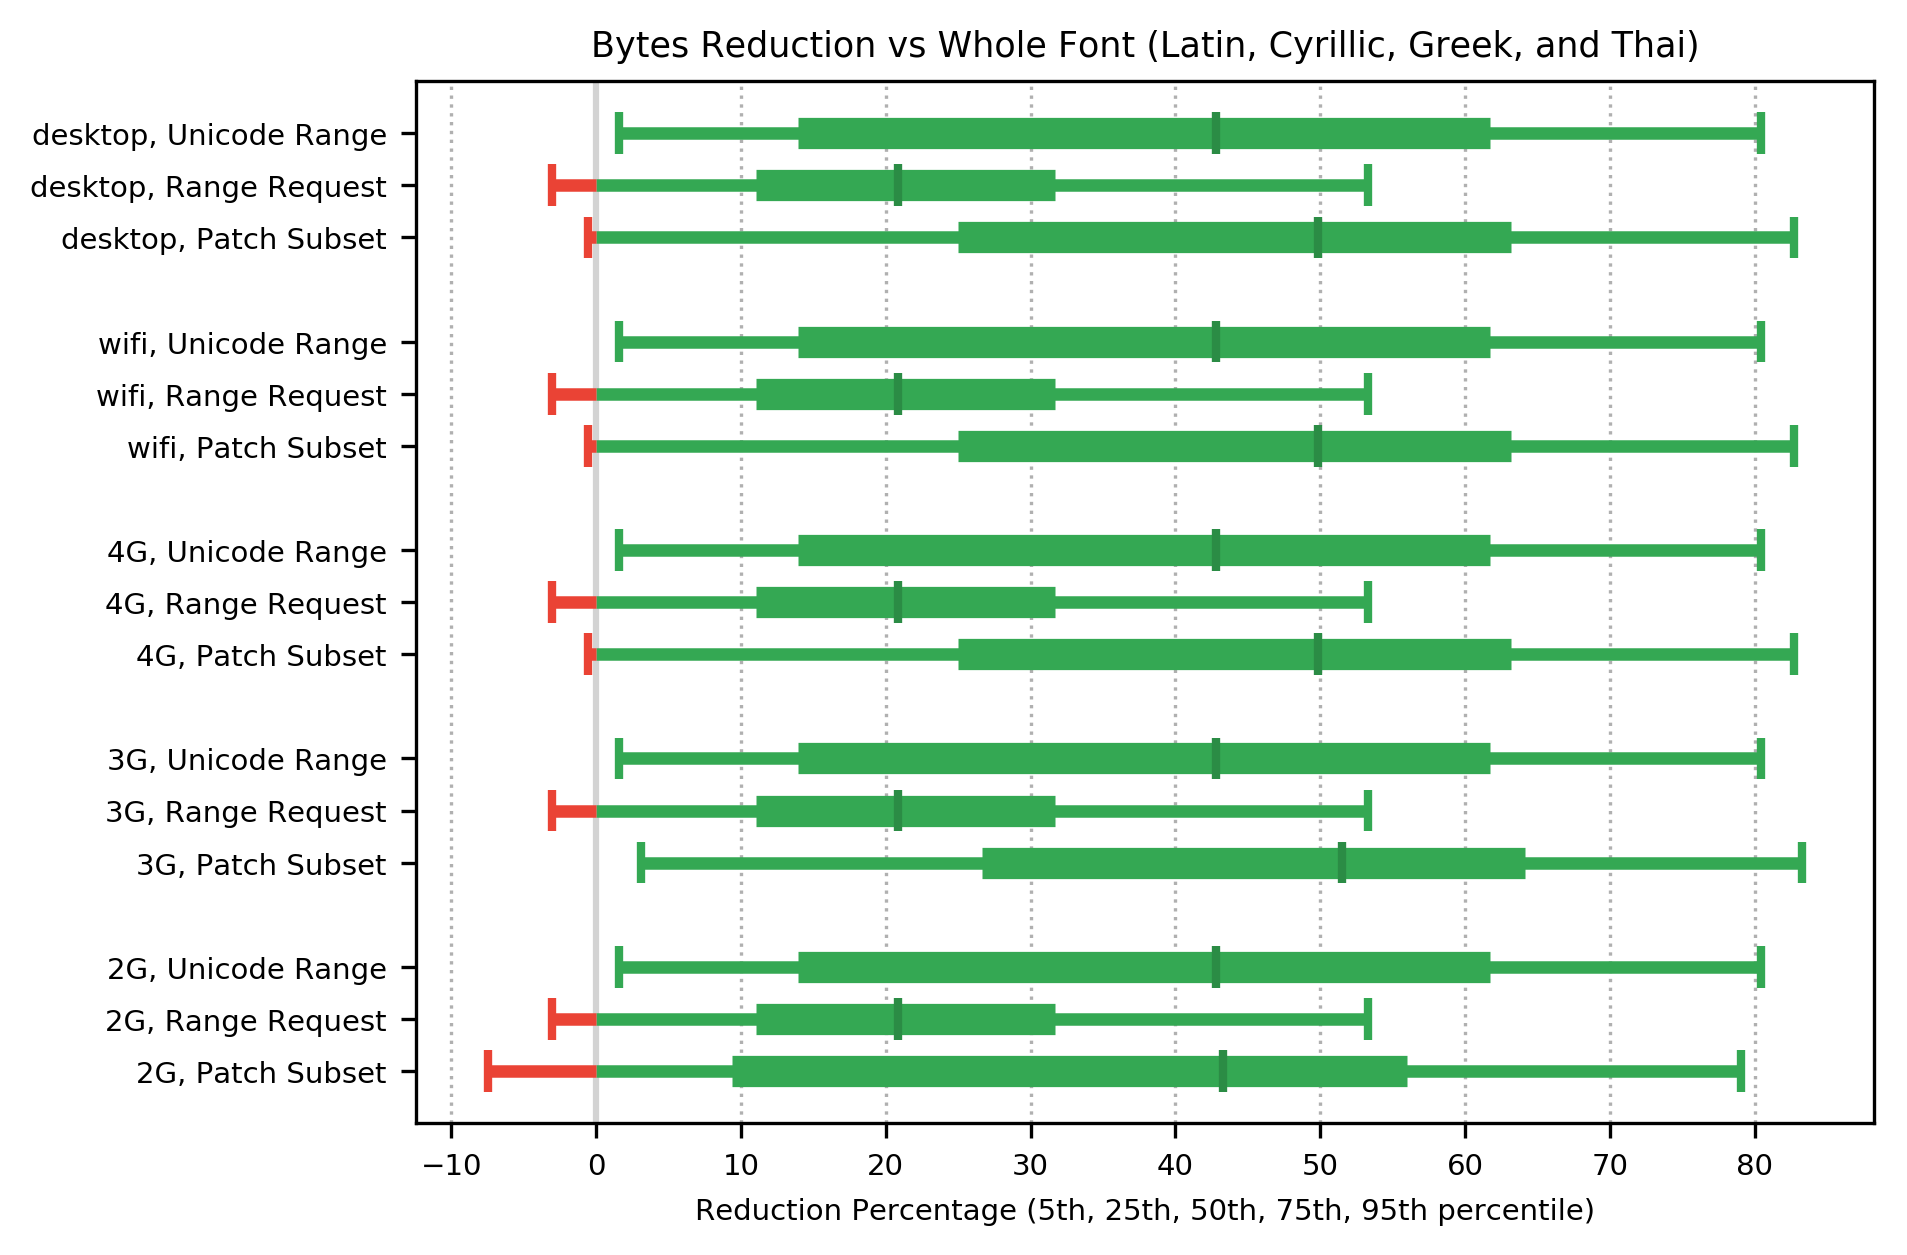 Bytes Reduction vs Whole Font (Latin, Cyrillic, Greek, and Thai)
desktop, Unicode Range
desktop, Range Request
desktop, Patch Subset
wifi, Unicode Range
wifi, Range Request
wifi, Patch Subset
4G, Unicode Range
4G, Range Request
4G, Patch Subset
3G, Unicode Range
3G, Range Request
3G, Patch Subset
2G, Unicode Range
2G, Range Request
2G, Patch Subset
−10 0 10 20 30 40 50 60 70 80
Reduction Percentage (5th, 25th, 50th, 75th, 95th percentile)